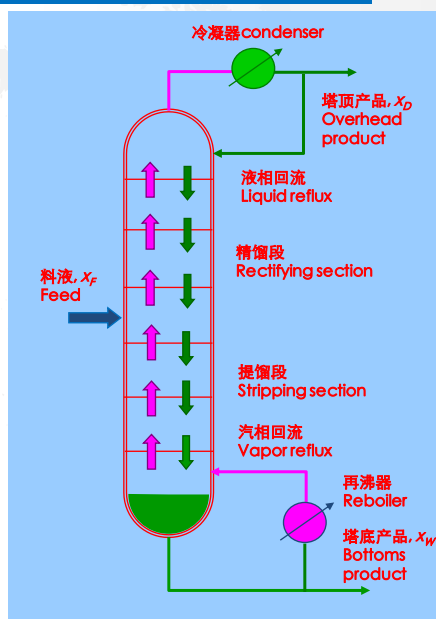 冷凝器condenser
塔顶产品, xD
Overhead
product
液相回流
Liquid reflux
精馏段
Rectifying section
料液, xF
Feed
提馏段
Stripping section
汽相回流
Vapor reflux
再沸器
Reboiler
塔底产品, xW
Bottoms
product